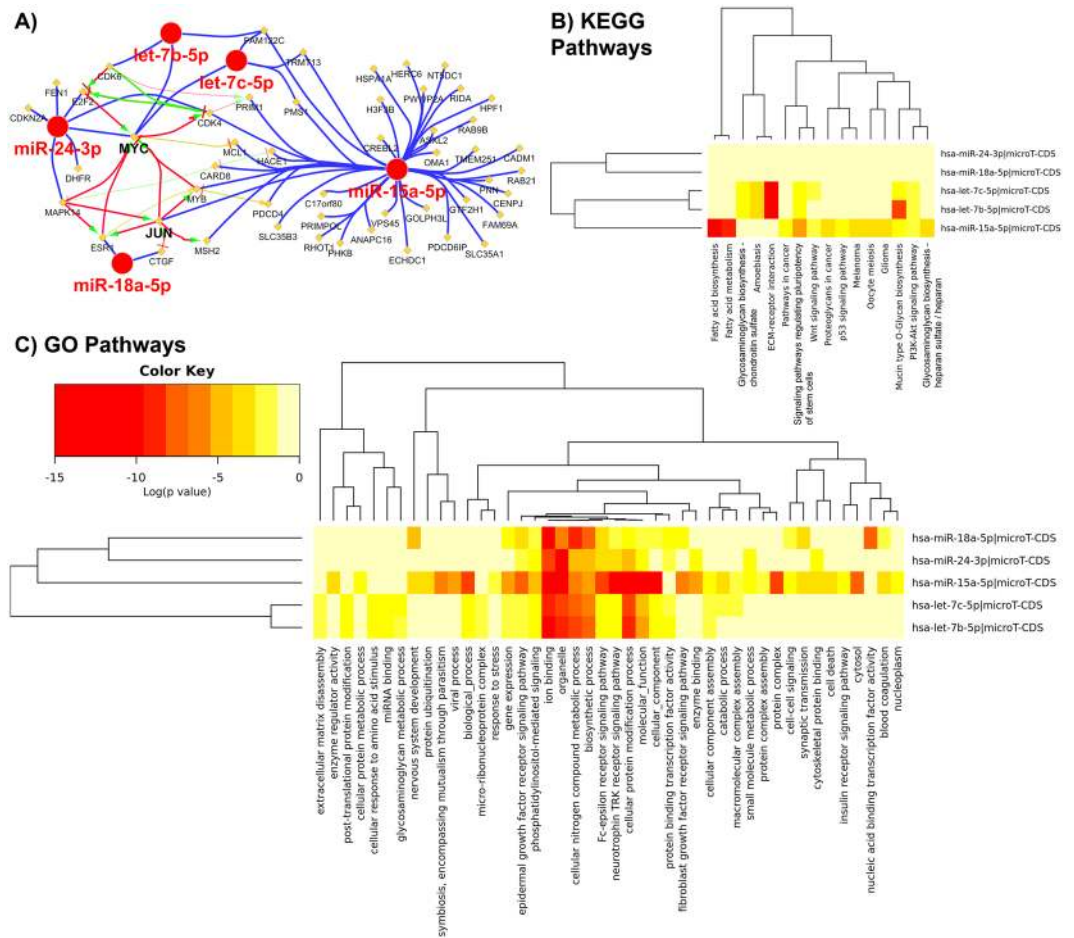 A)
let-7b-5p
PAM122C
let-7c-5p
TRMT13
CDK6
FEN1
E2F2
CDKN2A
PRIM1
CDK4
PMS1
miR-24-3p
MYC
MCL1
HACE1
DHFR
CARD8
MAPK14
MYB
PDCD4
JUN
ESR1
MSH2
SLC35B3
CTGF
miR-18a-5p
HERC6
NT5DC1
HSPA1A
PWWP2A
RIDA
H3F3B
HPF1
RAB9B
CREBL2
ASXL2
TMEM251
OMA1
CADM1
miR-15a-5p
RAB21
PNN
CENPJ
C17orf80
GTF2H1
GOLPH3L
FAM69A
PRIMPOL
VPS45
RHOT1
ANAPC16
PDCD6IP
PHKB
SLC35A1
ECHDC1
B) KEGG
Pathways
hsa-miR-24-3p|microT-CDS
hsa-miR-18a-5p|microT-CDS
hsa-let-7c-5p|microT-CDS
hsa-let-7b-5p|microT-CDS
hsa-miR-15a-5p|microT-CDS
Fatty acid biosynthesis
Fatty acid metabolism
Glycosaminoglycan biosynthesis -
chondroitin sulfate
Amoebiasis
ECM-receptor interaction
Pathways in cancer
Signaling pathways regulating pluripotency
of stem cells
Wnt signaling pathway
Proteoglycans in cancer
p53 signaling pathway
Melanoma
Oocyte meiosis
Glioma
Mucin type O-Glycan biosynthesis
PI3K-Akt signaling pathway
Glycosaminoglycan biosynthesis -
heparan sulfate / heparan
C) GO Pathways
Color Key
-15
-10
-5
0
Log(p value)
hsa-miR-18a-5p|microT-CDS
hsa-miR-24-3p|microT-CDS
hsa-miR-15a-5p|microT-CDS
hsa-let-7c-5p|microT-CDS
hsa-let-7b-5p|microT-CDS
extracellular matrix disassembly
enzyme regulator activity
post-translational protein modification
cellular protein metabolic process
cellular response to amino acid stimulus
miRNA binding
glycosaminoglycan metabolic process
nervous system development
protein ubiquitination
symbiosis, encompassing mutualism through parasitism
viral process
biological_process
micro-ribonucleoprotein complex
response to stress
gene expression
epidermal growth factor receptor signaling pathway
phosphatidylinositol-mediated signaling
ion binding
organelle
cellular nitrogen compound metabolic process
biosynthetic process
Fc-epsilon receptor signaling pathway
neurotrophin TRK receptor signaling pathway
cellular protein modification process
molecular_function
cellular_component
protein binding transcription factor activity
fibroblast growth factor receptor signaling pathway
enzyme binding
cellular component assembly
catabolic process
macromolecular complex assembly
small molecule metabolic process
protein complex assembly
protein complex
cell-cell signaling
synaptic transmission
cytoskeletal protein binding
cell death
insulin receptor signaling pathway
cytosol
nucleic acid binding transcription factor activity
blood coagulation
nucleoplasm